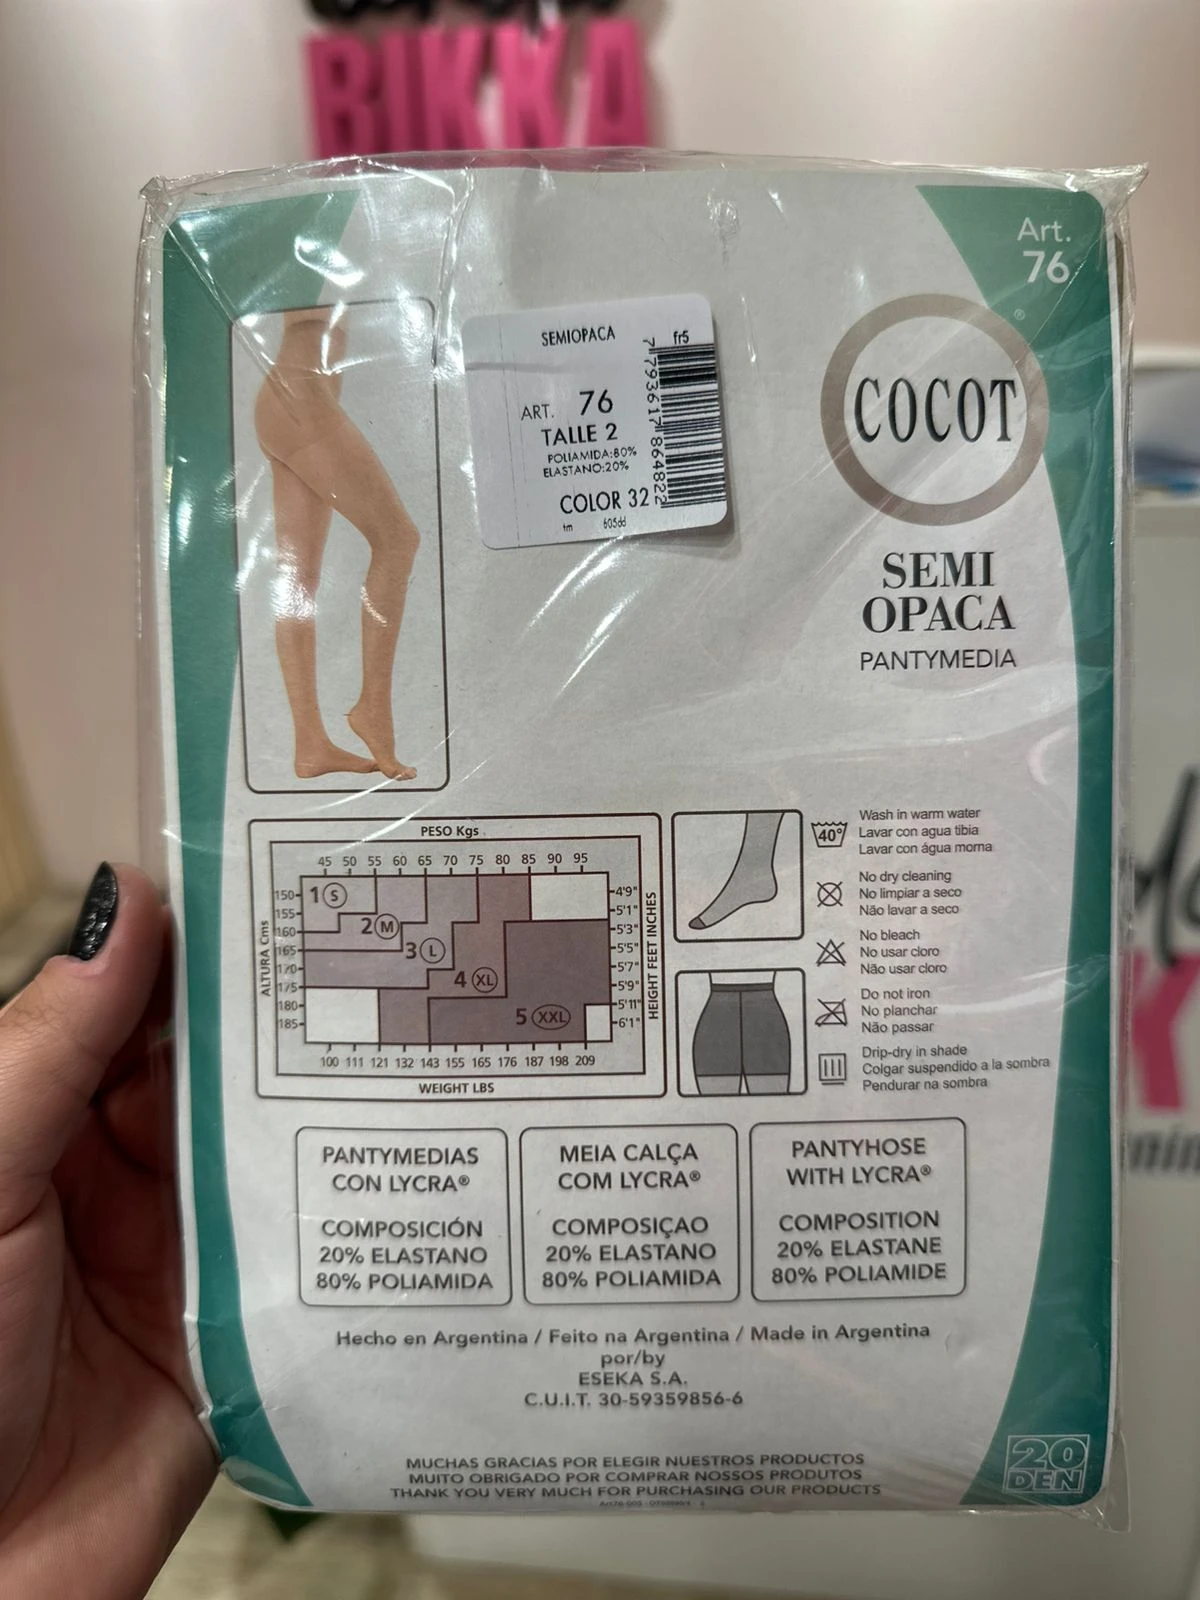 BIKKA
Art.
76
®
COCOT
SEMI
OPACA
PANTYMEDIA
SEMIOPACA
fr5
ART. 76
TALLE 2
POLIAMIDA:80%
ELASTANO:20%
COLOR 32
tm 605dd
7793617864822
PESO Kgs
45 50 55 60 65 70 75 80 85 90 95
ALTURA Cms
150
155
160
165
170
175
180
185
1 S
2 M
3 L
4 XL
5 XXL
4'9"
5'1"
5'3"
5'5"
5'7"
5'9"
5'11"
6'1"
HEIGHT FEET INCHES
100 111 121 132 143 155 165 176 187 198 209
WEIGHT LBS
40°
Wash in warm water
Lavar con agua tibia
Lavar con água morna
No dry cleaning
No limpiar a seco
Não lavar a seco
No bleach
No usar cloro
Não usar cloro
Do not iron
No planchar
Não passar
Drip-dry in shade
Colgar suspendido a la sombra
Pendurar na sombra
PANTYMEDIAS
CON LYCRA®
COMPOSICIÓN
20% ELASTANO
80% POLIAMIDA
MEIA CALÇA
COM LYCRA®
COMPOSIÇAO
20% ELASTANO
80% POLIAMIDA
PANTYHOSE
WITH LYCRA®
COMPOSITION
20% ELASTANE
80% POLIAMIDE
Hecho en Argentina / Feito na Argentina / Made in Argentina
por/by
ESEKA S.A.
C.U.I.T. 30-59359856-6
MUCHAS GRACIAS POR ELEGIR NUESTROS PRODUCTOS
MUITO OBRIGADO POR COMPRAR NOSSOS PRODUTOS
THANK YOU VERY MUCH FOR PURCHASING OUR PRODUCTS
20
DEN